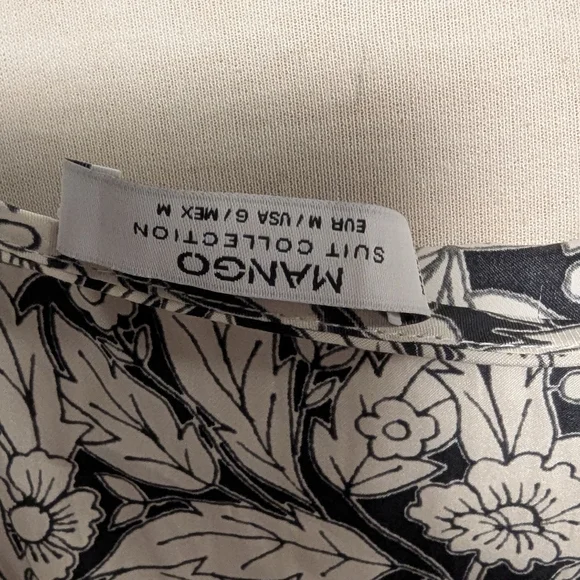 MANGO
SUIT COLLECTION
EUR M / USA 6 / MEX M